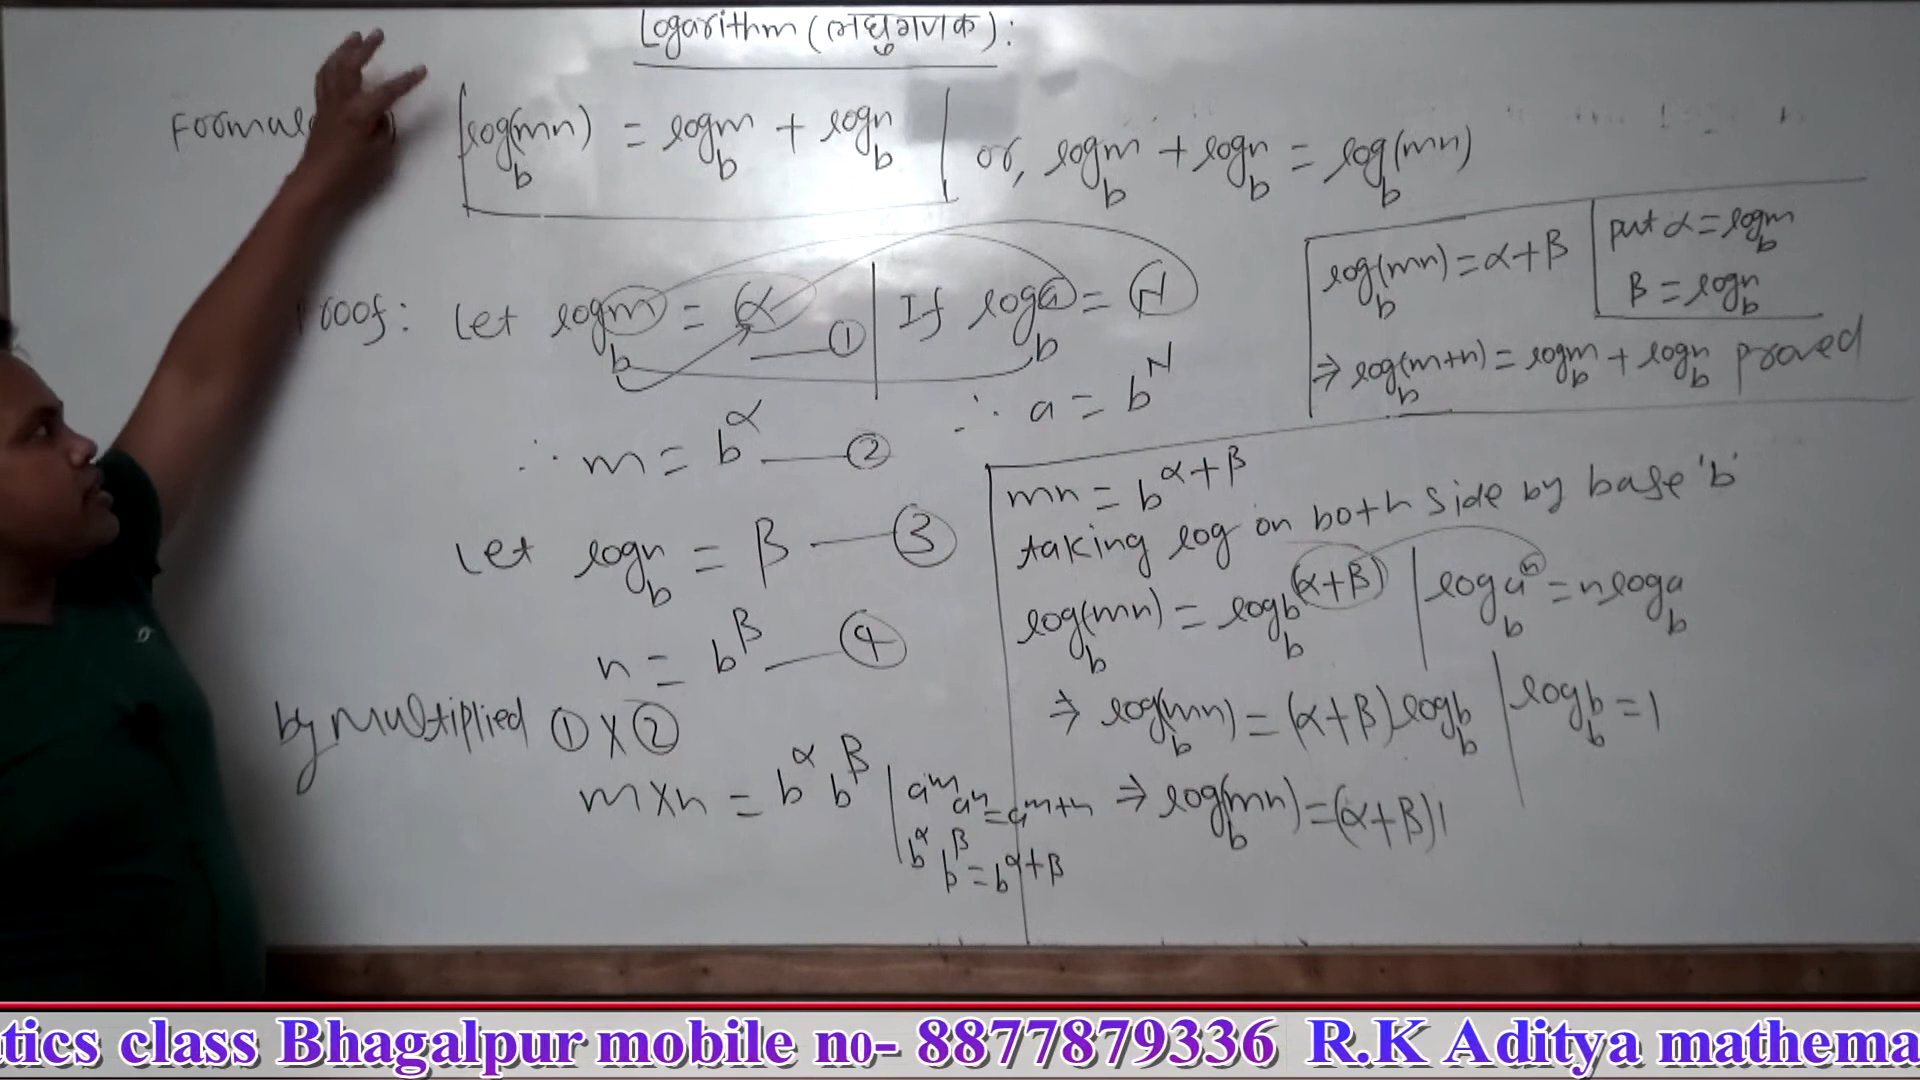 Logarithm (लघुगणक):
Formula
log_b(mn) = log_b m + log_b n or, log_b m + log_b n = log_b(mn)
Proof: Let log_b m = α —① If log_b a = N
∴ m = b^α —② ∴ a = b^N
Let log_b n = β —③
n = b^β —④
by multiplied ① X ②
m X n = b^α b^β
a^m a^n = a^m+n
b^α b^β = b^α+β
mn = b^α+β
taking log on both side by base 'b'
log_b(mn) = log_b b^(α+β) log_b a^n = n log_b a
⇒ log_b(mn) = (α+β) log_b b log_b b = 1
⇒ log_b(mn) = (α+β) 1
log_b(mn) = α+β put α = log_b m
β = log_b n
⇒ log_b(m+n) = log_b m + log_b n proved
tics class Bhagalpur mobile no- 8877879336 R.K Aditya mathema